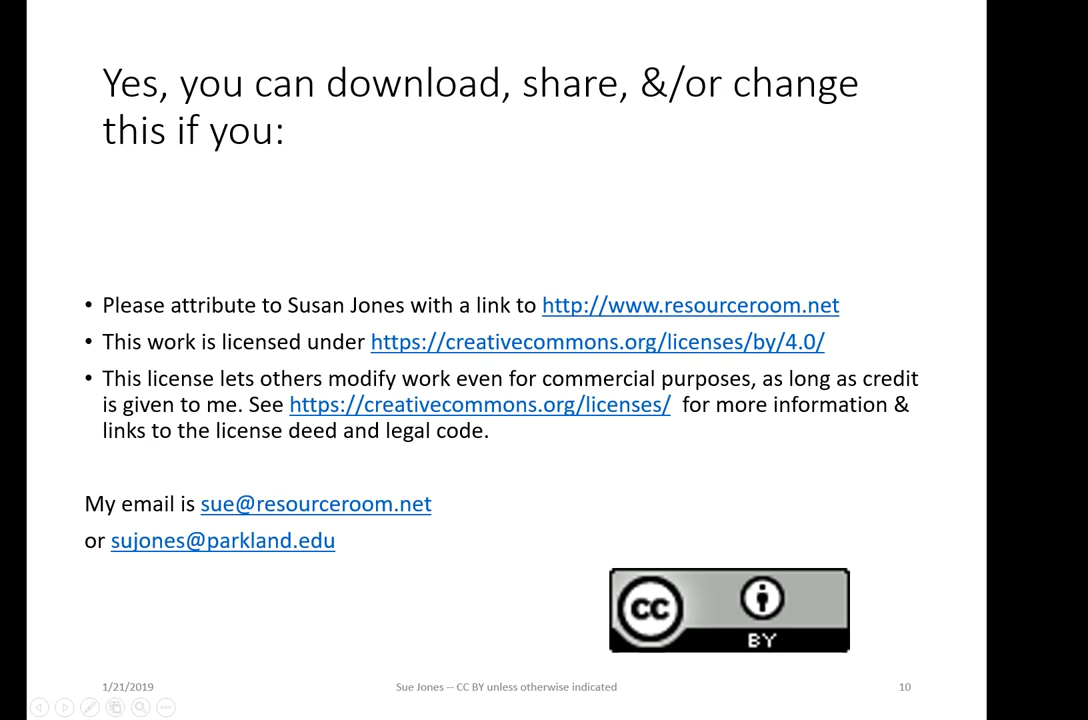 Yes, you can download, share, &/or change
this if you:
• Please attribute to Susan Jones with a link to http://www.resourceroom.net
• This work is licensed under https://creativecommons.org/licenses/by/4.0/
• This license lets others modify work even for commercial purposes, as long as credit
is given to me. See https://creativecommons.org/licenses/ for more information &
links to the license deed and legal code.
My email is sue@resourceroom.net
or sujones@parkland.edu
CC
BY
1/21/2019
Sue Jones -- CC BY unless otherwise indicated
10